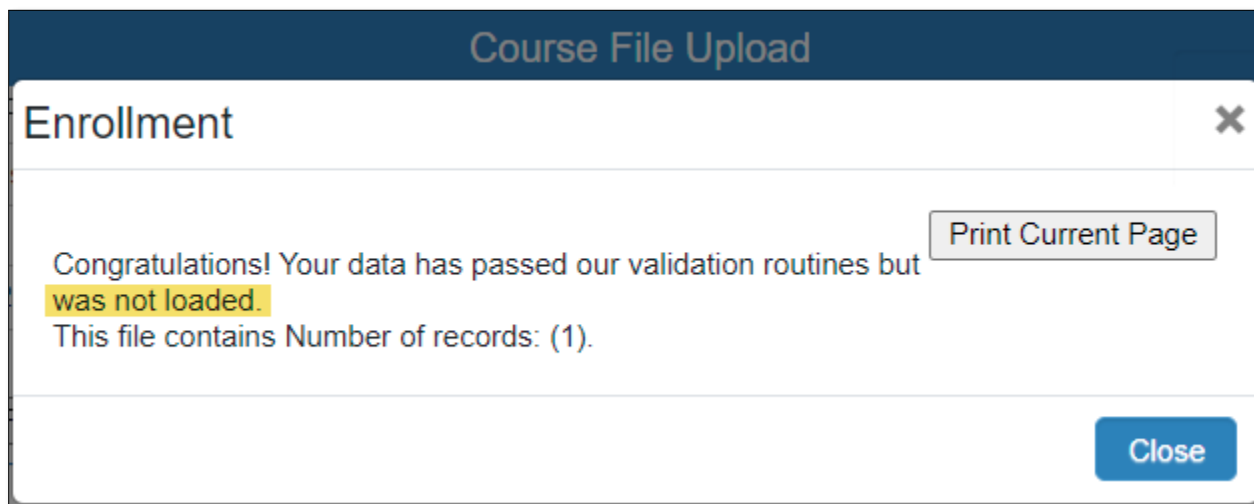 Course File Upload
Enrollment
Print Current Page
Congratulations! Your data has passed our validation routines but
was not loaded.
This file contains Number of records: (1).
Close